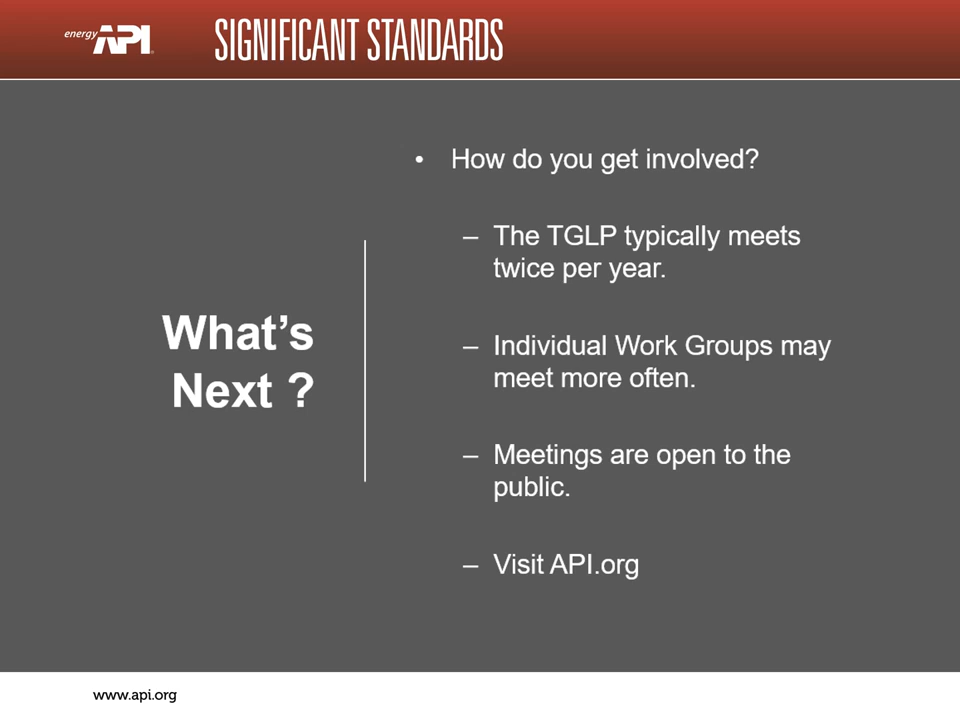 energy API
SIGNIFICANT STANDARDS
What's
Next ?
• How do you get involved?
– The TGLP typically meets
twice per year.
– Individual Work Groups may
meet more often.
– Meetings are open to the
public.
– Visit API.org
www.api.org